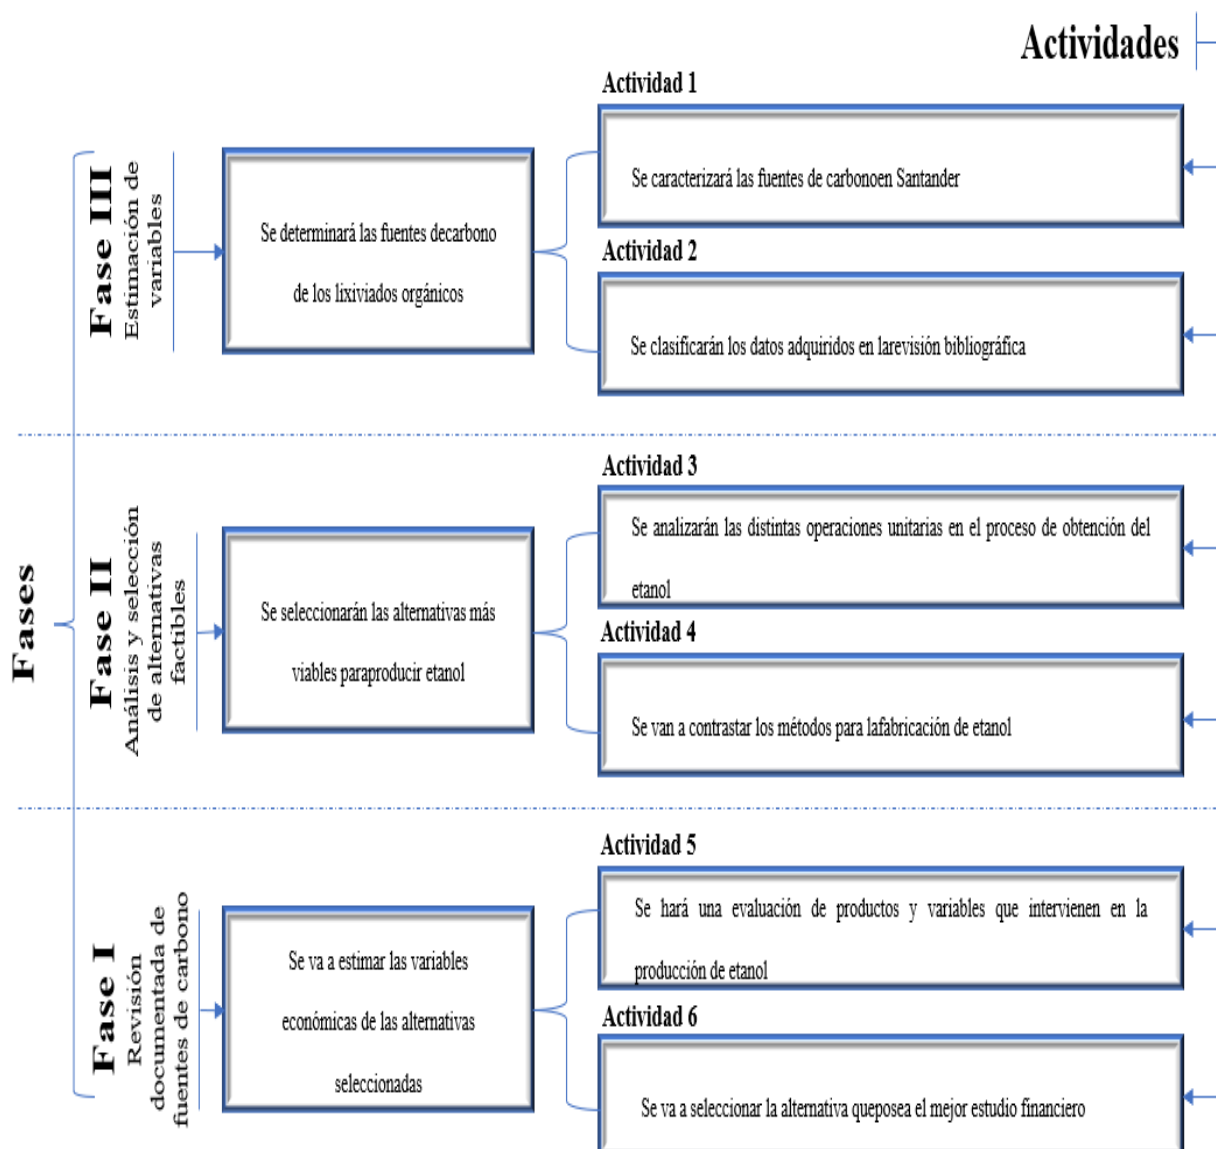 Actividades
Fases
Fase III
Estimación de
variables
Se determinará las fuentes decarbono
de los lixiviados orgánicos
Actividad 1
Se caracterizará las fuentes de carbonoen Santander
Actividad 2
Se clasificarán los datos adquiridos en larevisión bibliográfica
Fase II
Análisis y selección
de alternativas
factibles
Se seleccionarán las alternativas más
viables paraproducir etanol
Actividad 3
Se analizarán las distintas operaciones unitarias en el proceso de obtención del
etanol
Actividad 4
Se van a contrastar los métodos para lafabricación de etanol
Fase I
Revisión
documentada de
fuentes de carbono
Se va a estimar las variables
económicas de las alternativas
seleccionadas
Actividad 5
Se hará una evaluación de productos y variables que intervienen en la
producción de etanol
Actividad 6
Se va a seleccionar la alternativa queposea el mejor estudio financiero